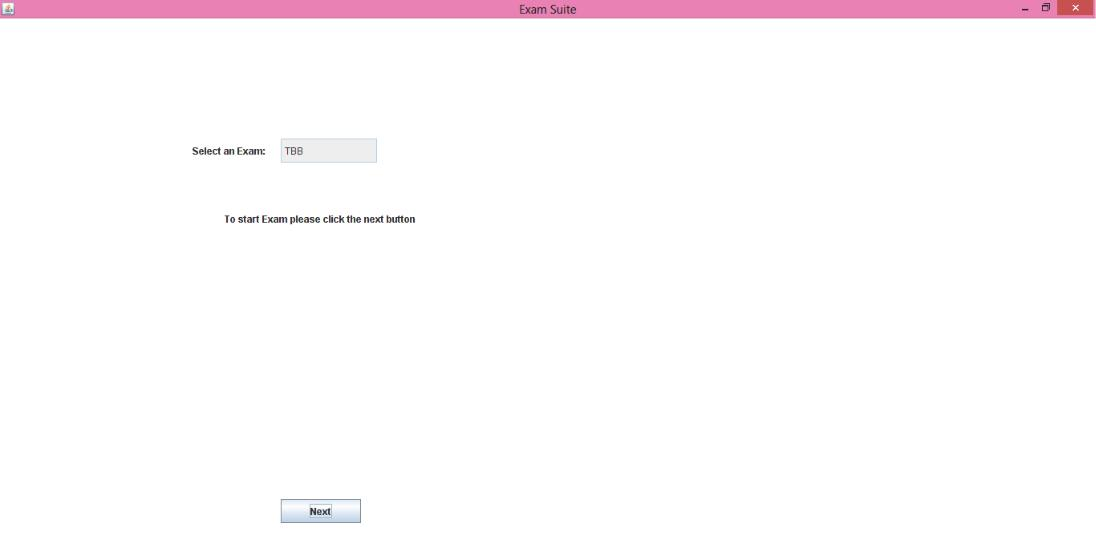 Exam Suite
Select an Exam: TBB
To start Exam please click the next button
Next